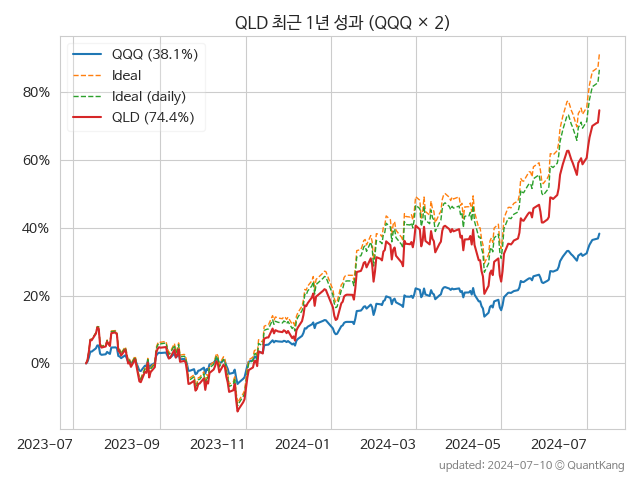 QLD 최근 1년 성과 (QQQ × 2)
QQQ (38.1%)
Ideal
Ideal (daily)
QLD (74.4%)
80%
60%
40%
20%
0%
2023-07
2023-09
2023-11
2024-01
2024-03
2024-05
2024-07
updated: 2024-07-10 © QuantKang